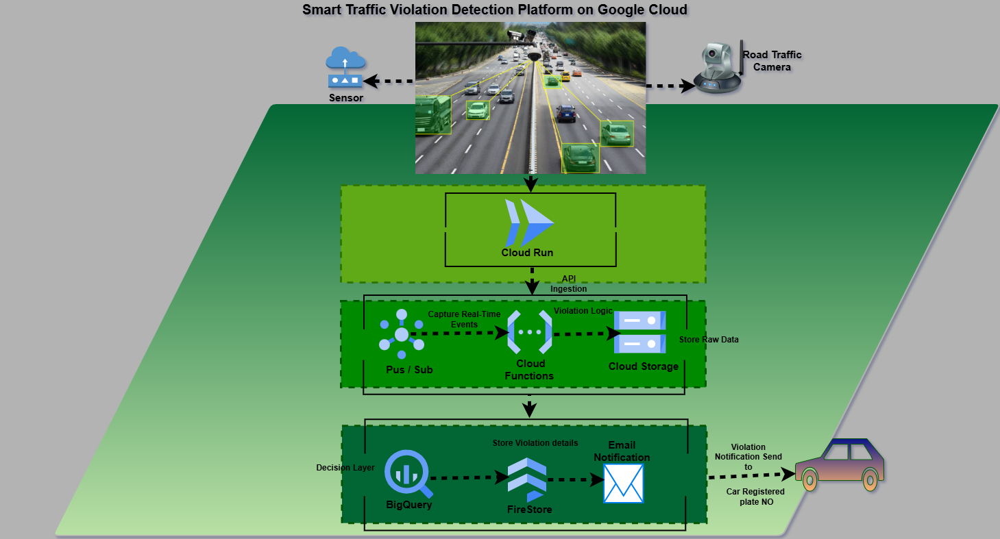 Smart Traffic Violation Detection Platform on Google Cloud
Sensor
Road Traffic
Camera
Cloud Run
API
Ingestion
Capture Real-Time
Events
Violation Logic
Store Raw Data
Pus / Sub
Cloud
Functions
Cloud Storage
Store Violation details
Email
Notification
Decision Layer
BigQuery
FireStore
Violation
Notification Send
to
Car Registered
plate NO